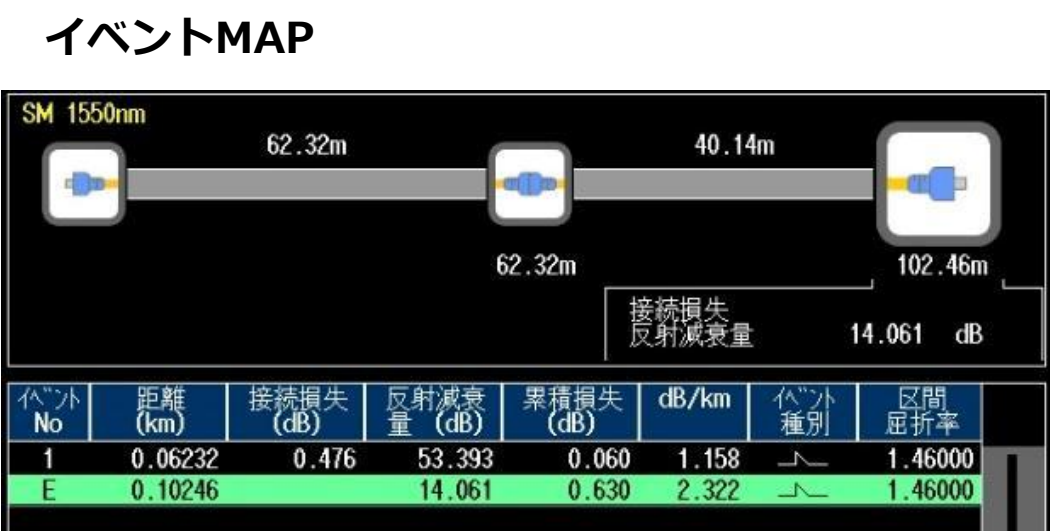 イベントMAP
SM 1550nm
62.32m 40.14m
62.32m 102.46m
接続損失
反射減衰量 14.061 dB
イベント No 距離 (km) 接続損失 (dB) 反射減衰量 (dB) 累積損失 (dB) dB/km イベント種別 区間屈折率
1 0.06232 0.476 53.393 0.060 1.158 1.46000
E 0.10246 14.061 0.630 2.322 1.46000